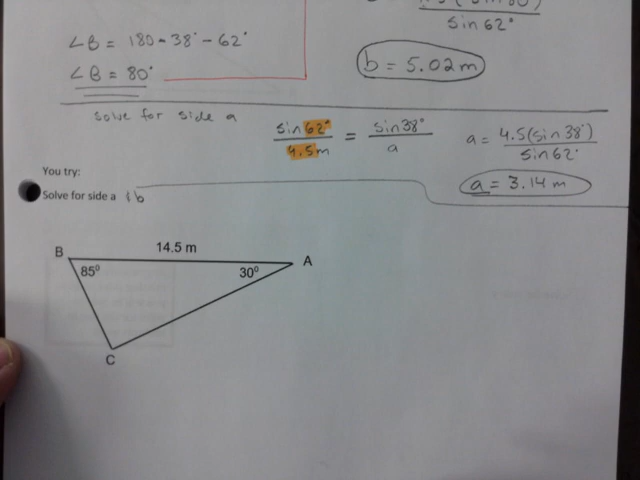 sin 62°
∠B = 180 - 38° - 62°
∠B = 80°
b = 5.02 m
solve for side a
sin 62° / 4.5 m = sin 38° / a
a = 4.5 (sin 38°) / sin 62°
a = 3.14 m
You try:
Solve for side a & b
B 14.5 m A
85° 30°
C